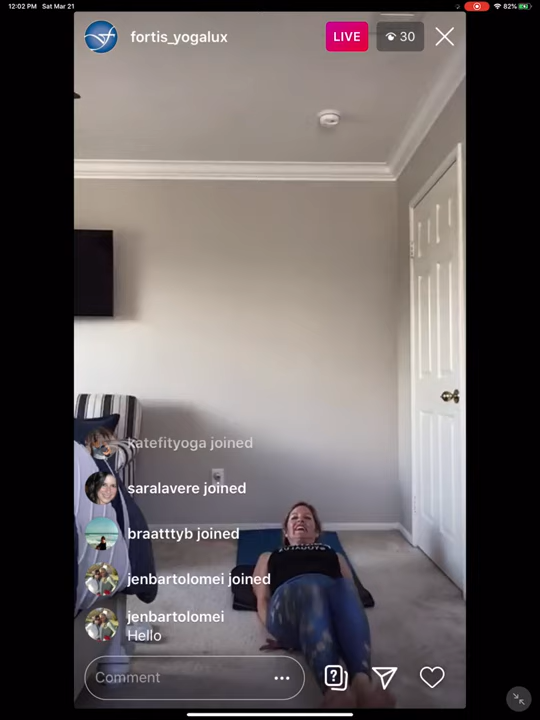 12:02 PM Sat Mar 21
82%
fortis_yogalux
LIVE
30
katefityoga joined
saralavere joined
braatttyb joined
jenbartolomei joined
jenbartolomei
Hello
Comment